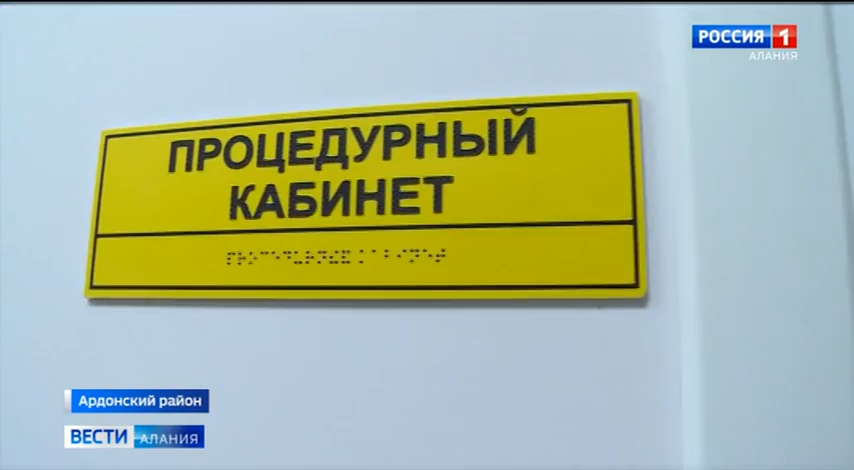 РОССИЯ 1
АЛАНИЯ
ПРОЦЕДУРНЫЙ
КАБИНЕТ
Ардонский район
ВЕСТИ АЛАНИЯ